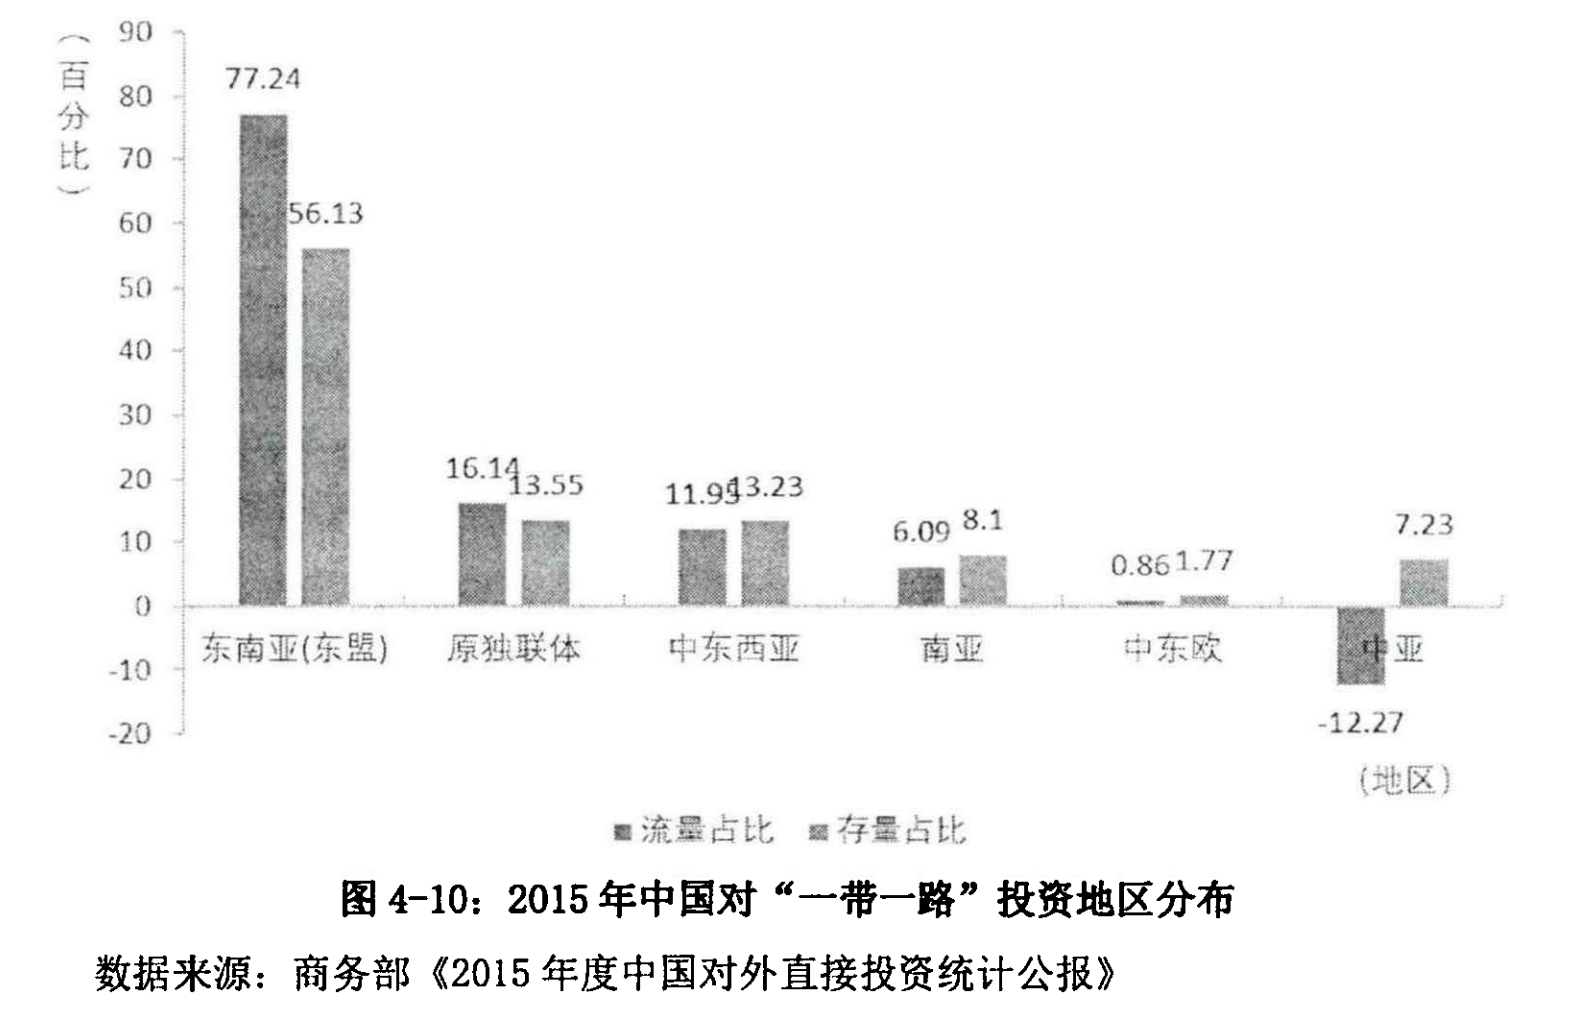 （百分比）
90
80
70
60
50
40
30
20
10
0
-10
-20
77.24
56.13
16.14
13.55
11.95
13.23
6.09
8.1
0.86
1.77
7.23
-12.27
东南亚(东盟)
原独联体
中东西亚
南亚
中东欧
中亚
(地区)
流量占比 存量占比
图 4-10：2015 年中国对“一带一路”投资地区分布
数据来源：商务部《2015 年度中国对外直接投资统计公报》